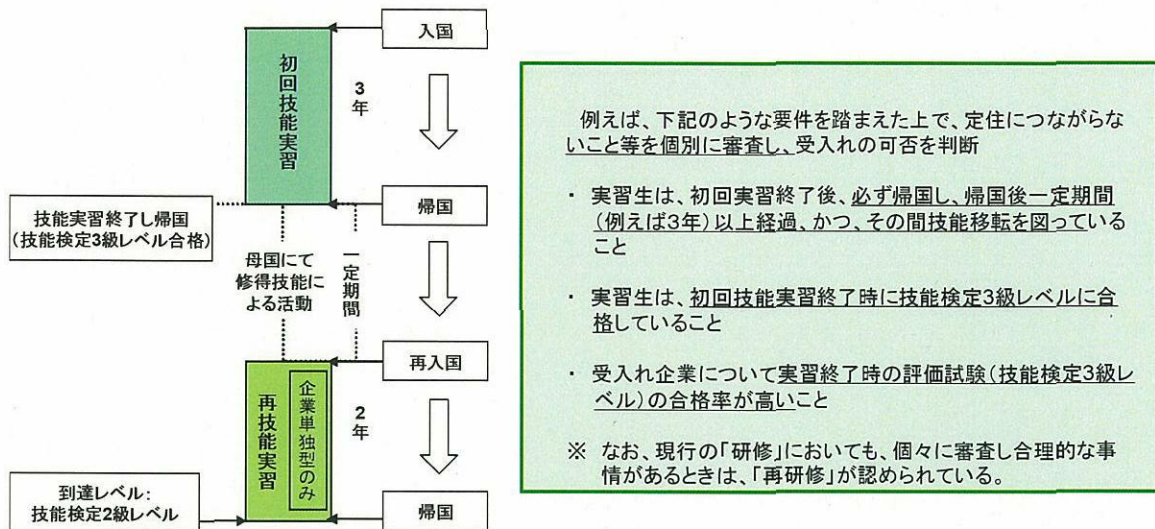 入国
初回技能実習
3年
帰国
技能実習終了し帰国
(技能検定3級レベル合格)
母国にて
修得技能に
よる活動
一定期間
再入国
再技能実習
企業単独型のみ
2年
到達レベル:
技能検定2級レベル
帰国
例えば、下記のような要件を踏まえた上で、定住につながらな
いこと等を個別に審査し、受入れの可否を判断
・ 実習生は、初回実習終了後、必ず帰国し、帰国後一定期間
(例えば3年)以上経過、かつ、その間技能移転を図っている
こと
・ 実習生は、初回技能実習終了時に技能検定3級レベルに合
格していること
・ 受入れ企業について実習終了時の評価試験(技能検定3級レ
ベル)の合格率が高いこと
※ なお、現行の「研修」においても、個々に審査し合理的な事
情があるときは、「再研修」が認められている。